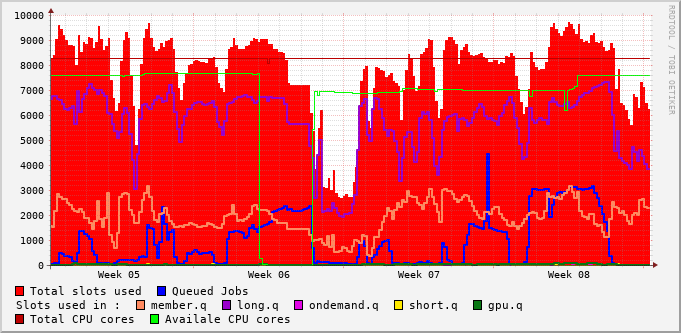 RRDTOOL / TOBI OETIKER
10000
9000
8000
7000
6000
5000
4000
3000
2000
1000
0
Week 05 Week 06 Week 07 Week 08
Total slots used Queued Jobs
Slots used in : member.q long.q ondemand.q short.q gpu.q
Total CPU cores Availale CPU cores